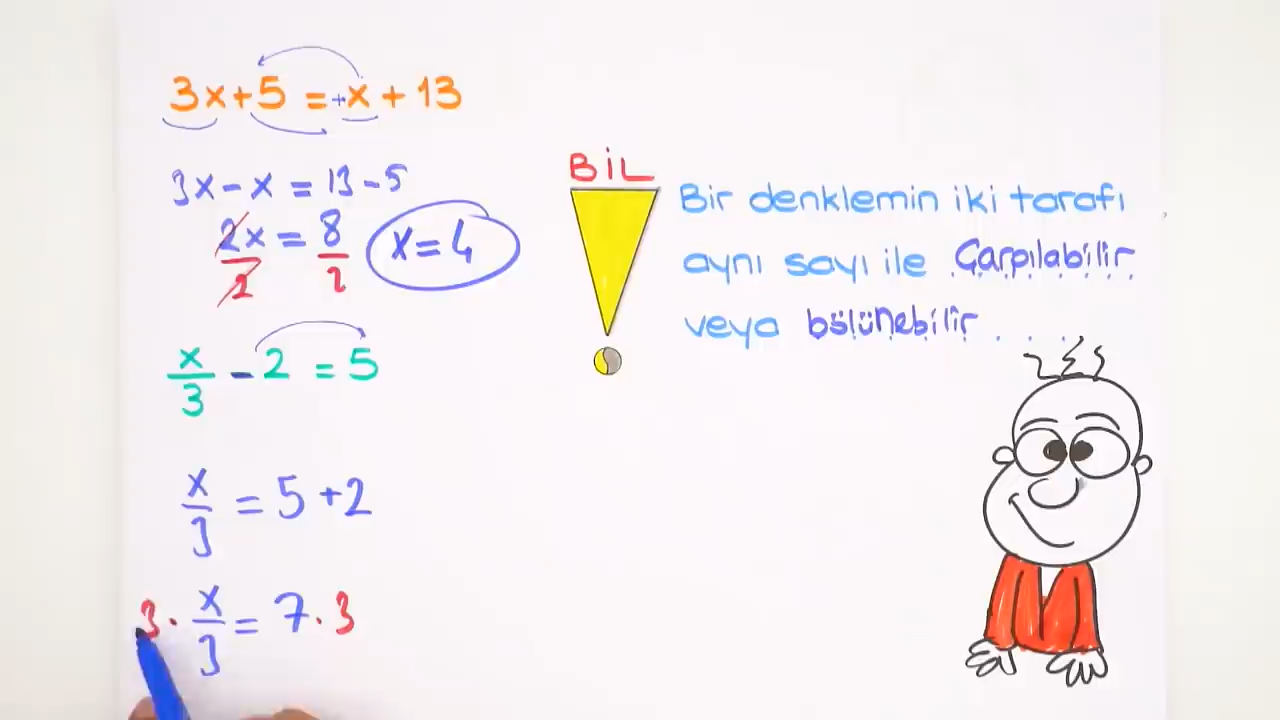 3x+5 = +x + 13
3x - x = 13 - 5
2x/2 = 8/2
x = 4
x/3 - 2 = 5
x/3 = 5 + 2
3 . x/3 = 7 . 3
BİL
Bir denklemin iki tarafı
aynı sayı ile Çarpılabilir
veya bölünebilir